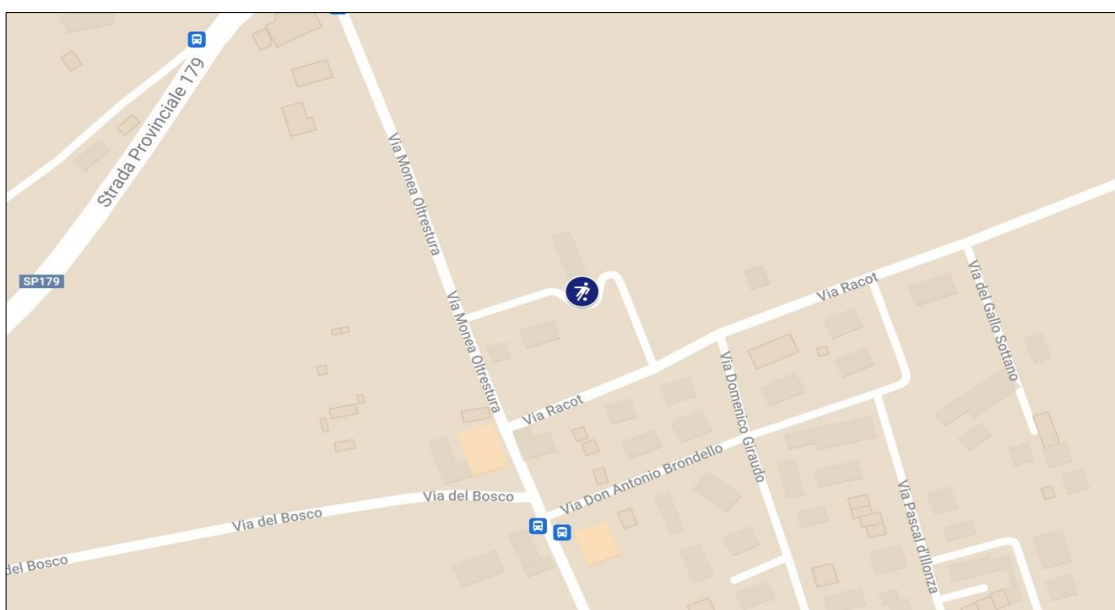 Strada Provinciale 179
Via Monea Oltrestura
SP179
Via Racot
Via del Gallo Sottano
Via Monea Oltrestura
Via Racot
Via Domenico Giraudo
Via Don Antonio Brondello
Via del Bosco
Via del Bosco
del Bosco
Via Pascal d'Illonza